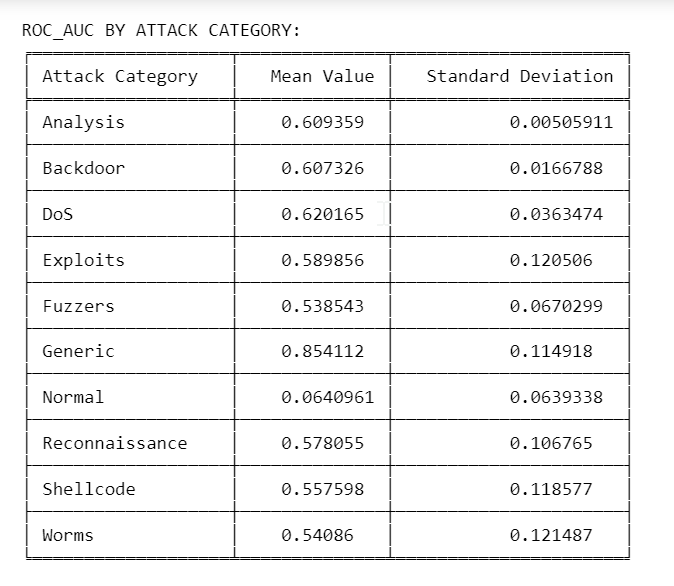 ROC_AUC BY ATTACK CATEGORY:
Attack Category Mean Value Standard Deviation
Analysis 0.609359 0.00505911
Backdoor 0.607326 0.0166788
DoS 0.620165 0.0363474
Exploits 0.589856 0.120506
Fuzzers 0.538543 0.0670299
Generic 0.854112 0.114918
Normal 0.0640961 0.0639338
Reconnaissance 0.578055 0.106765
Shellcode 0.557598 0.118577
Worms 0.54086 0.121487